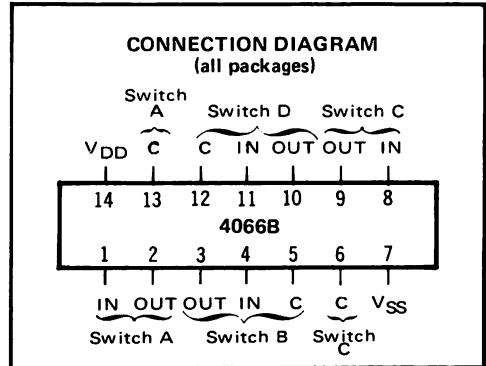 CONNECTION DIAGRAM
(all packages)
Switch
A Switch D Switch C
VDD C C IN OUT OUT IN
14 13 12 11 10 9 8
4066B
1 2 3 4 5 6 7
IN OUT OUT IN C C VSS
Switch A Switch B Switch
C